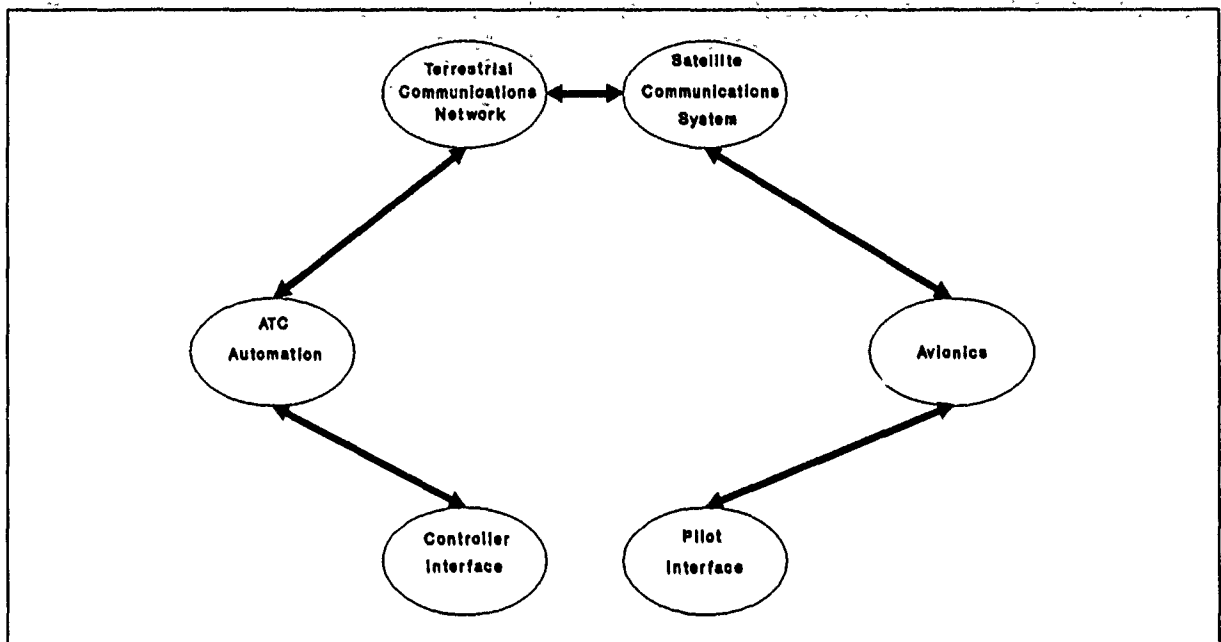 Terrestrial
Communications
Network
Satellite
Communications
System
ATC
Automation
Avionics
Controller
Interface
Pilot
Interface